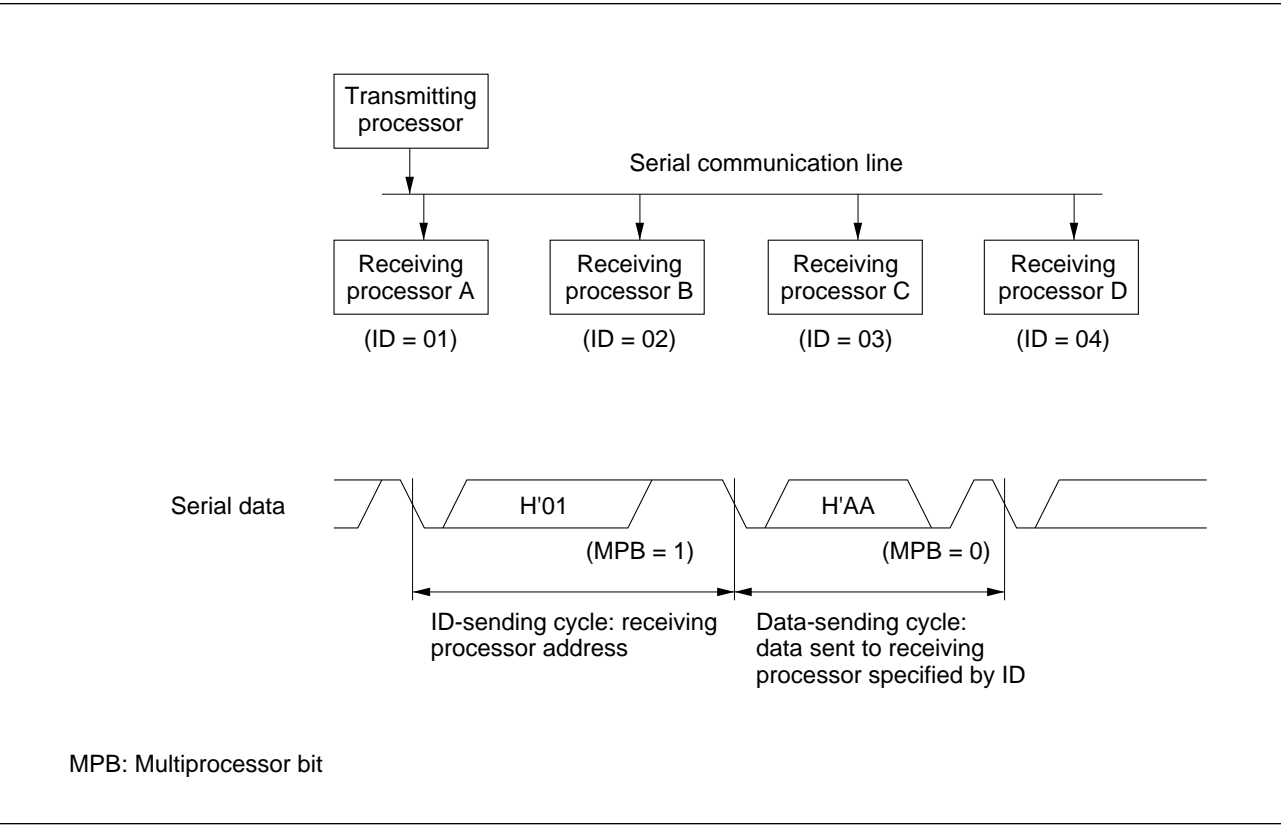 Transmitting
processor
Serial communication line
Receiving
processor A
Receiving
processor B
Receiving
processor C
Receiving
processor D
(ID = 01)
(ID = 02)
(ID = 03)
(ID = 04)
Serial data
H'01
H'AA
(MPB = 1)
(MPB = 0)
ID-sending cycle: receiving
processor address
Data-sending cycle:
data sent to receiving
processor specified by ID
MPB: Multiprocessor bit